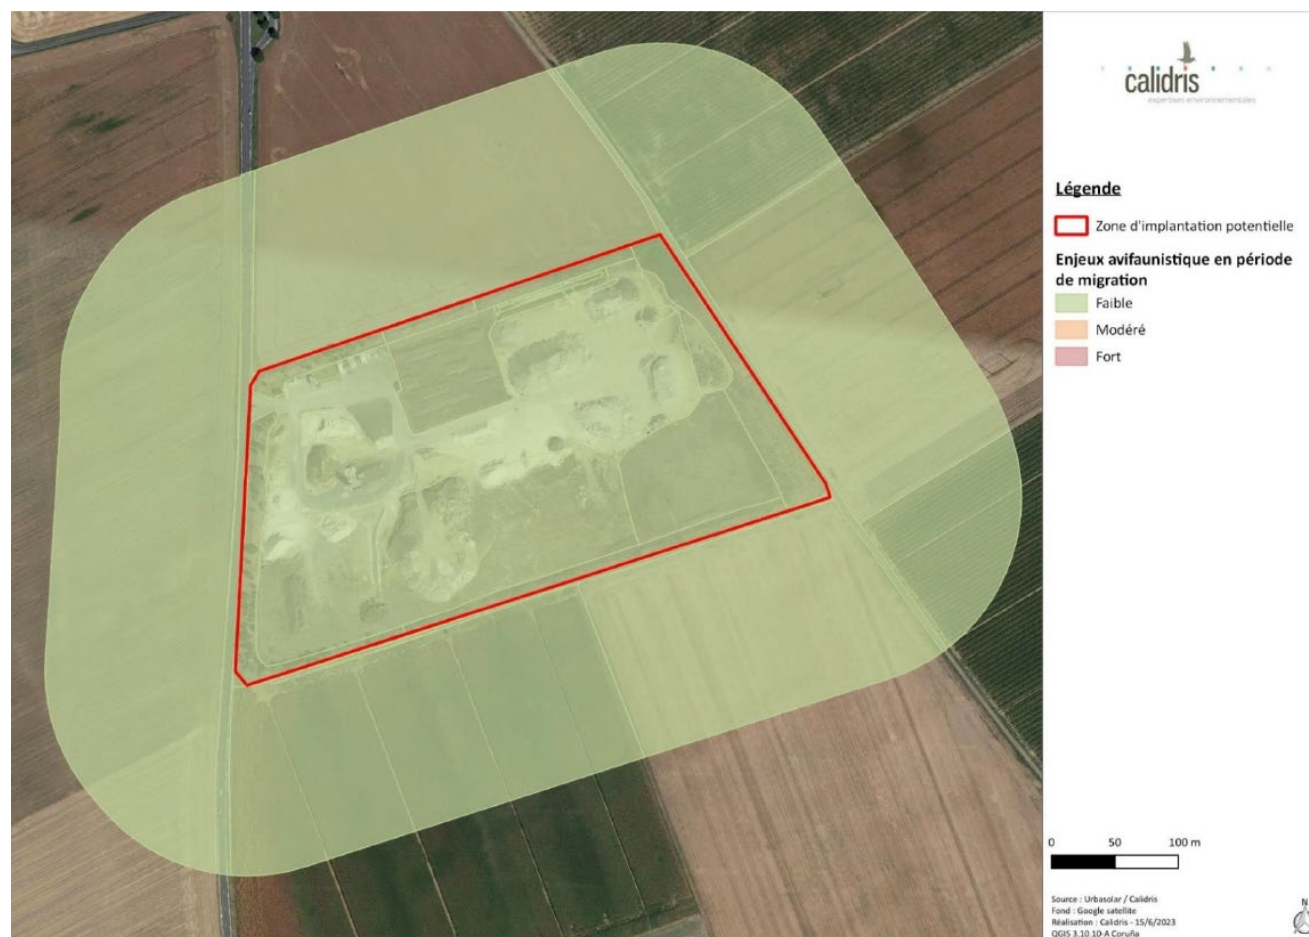 calidris
expertises environnementales
Légende
Zone d'implantation potentielle
Enjeux avifaunistique en période
de migration
Faible
Modéré
Fort
0 50 100 m
Source : Urbasolar / Calidris
Fond : Google satellite
Réalisation : Calidris - 15/6/2023
QGIS 3.10.10-A Coruña
N